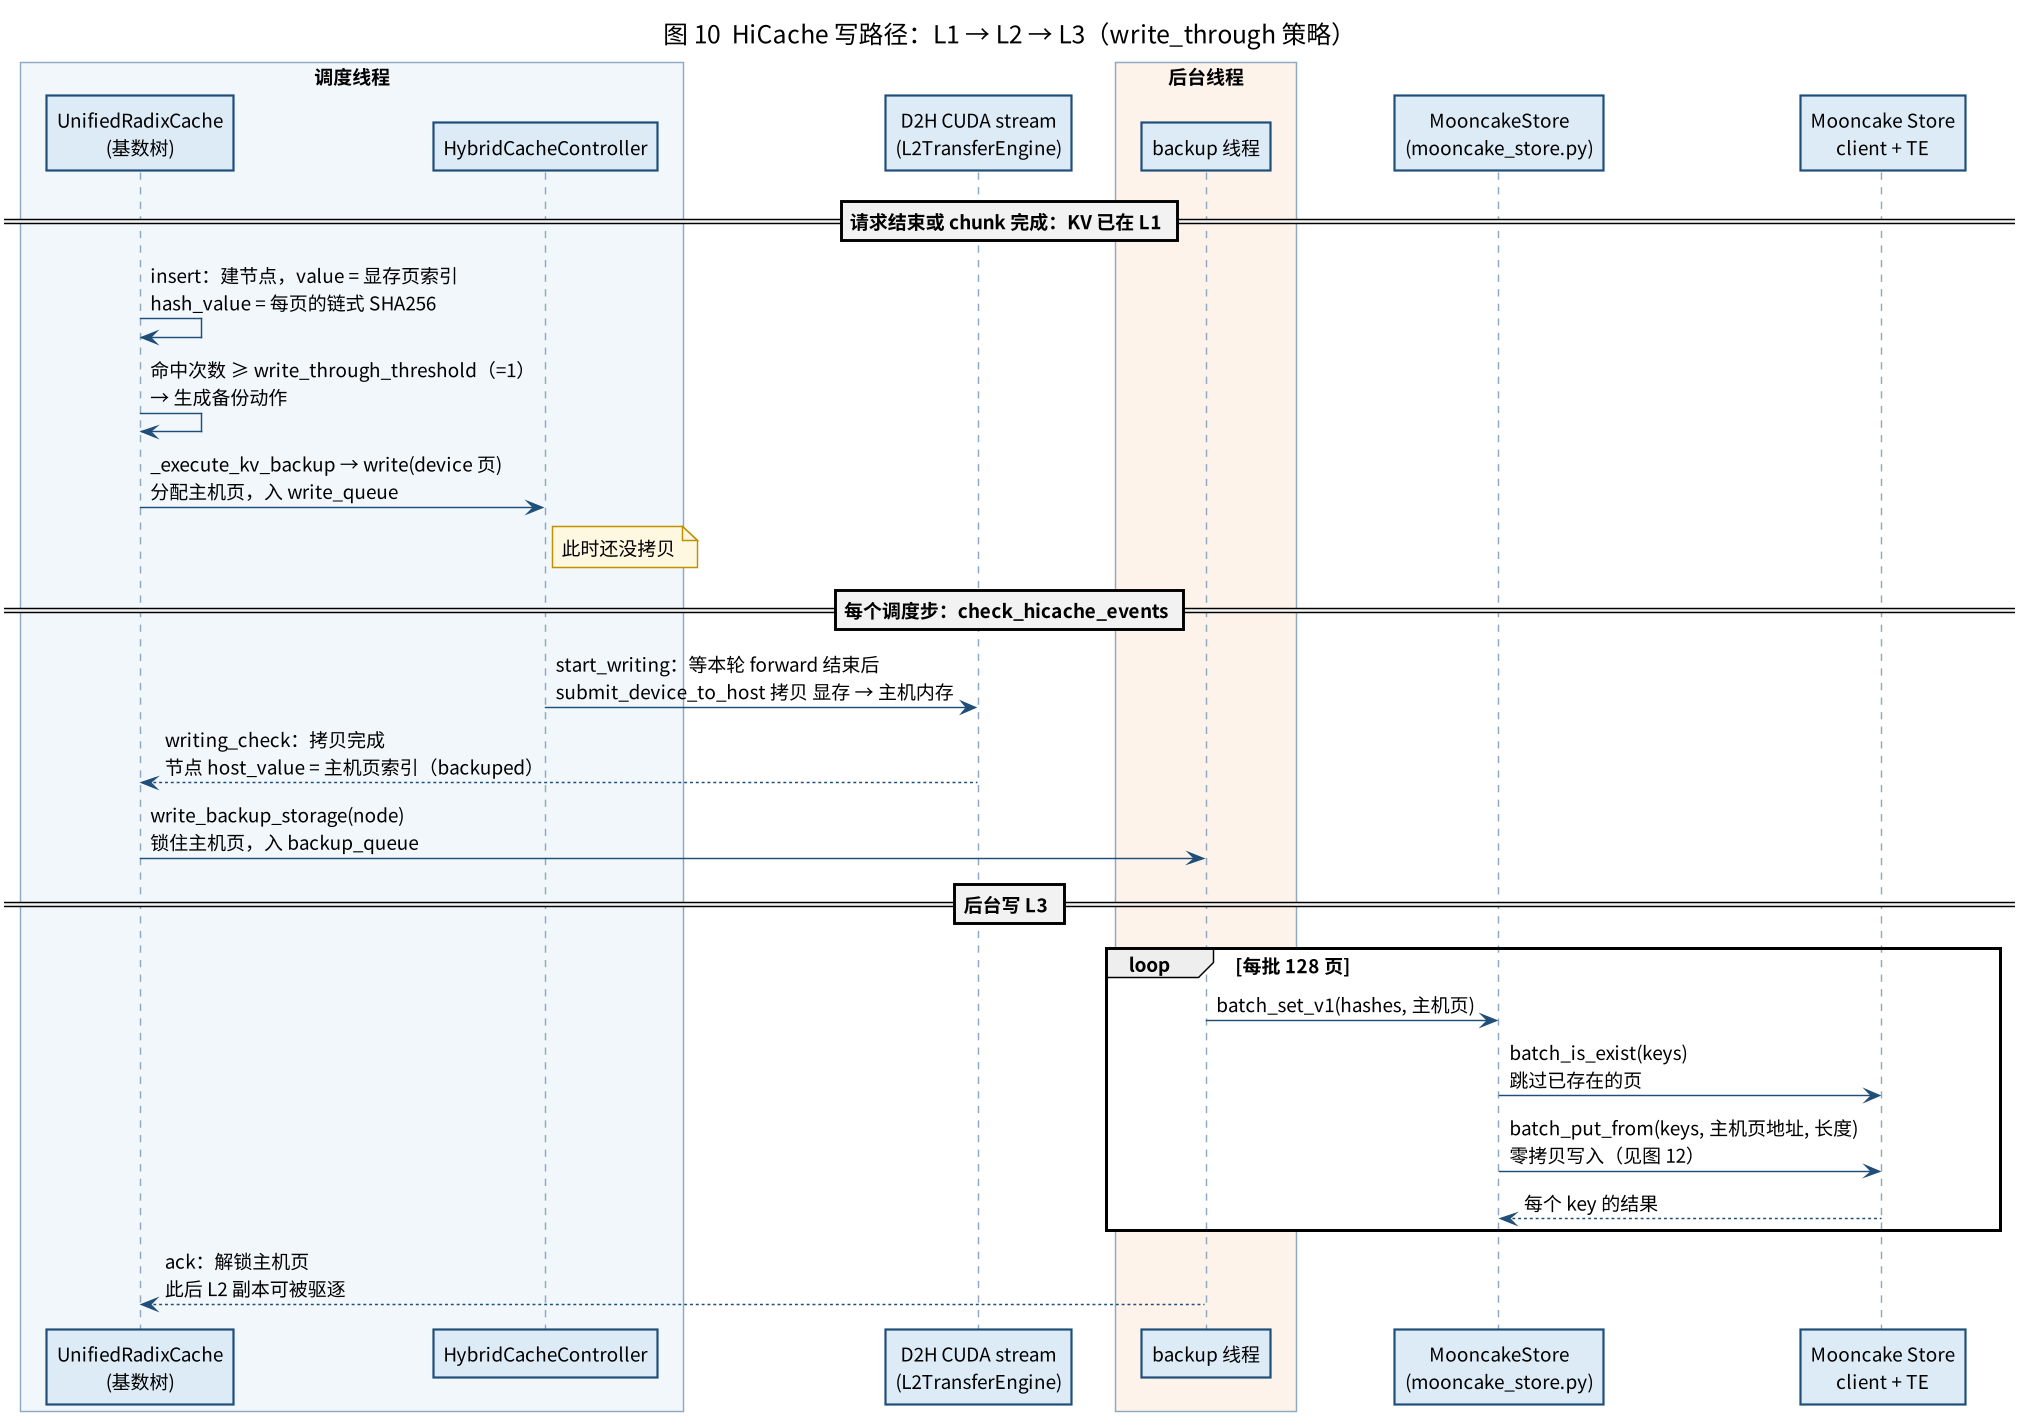 图 10  HiCache 写路径：L1 → L2 → L3（write_through 策略）
调度线程
后台线程
UnifiedRadixCache
(基数树)
HybridCacheController
D2H CUDA stream
(L2TransferEngine)
backup 线程
MooncakeStore
(mooncake_store.py)
Mooncake Store
client + TE
请求结束或 chunk 完成：KV 已在 L1
insert：建节点，value = 显存页索引
hash_value = 每页的链式 SHA256
命中次数 ≥ write_through_threshold（=1）
→ 生成备份动作
_execute_kv_backup → write(device 页)
分配主机页，入 write_queue
此时还没拷贝
每个调度步：check_hicache_events
start_writing：等本轮 forward 结束后
submit_device_to_host 拷贝 显存 → 主机内存
writing_check：拷贝完成
节点 host_value = 主机页索引（backuped）
write_backup_storage(node)
锁住主机页，入 backup_queue
后台写 L3
loop
[每批 128 页]
batch_set_v1(hashes, 主机页)
batch_is_exist(keys)
跳过已存在的页
batch_put_from(keys, 主机页地址, 长度)
零拷贝写入（见图 12）
每个 key 的结果
ack：解锁主机页
此后 L2 副本可被驱逐
UnifiedRadixCache
(基数树)
HybridCacheController
D2H CUDA stream
(L2TransferEngine)
backup 线程
MooncakeStore
(mooncake_store.py)
Mooncake Store
client + TE